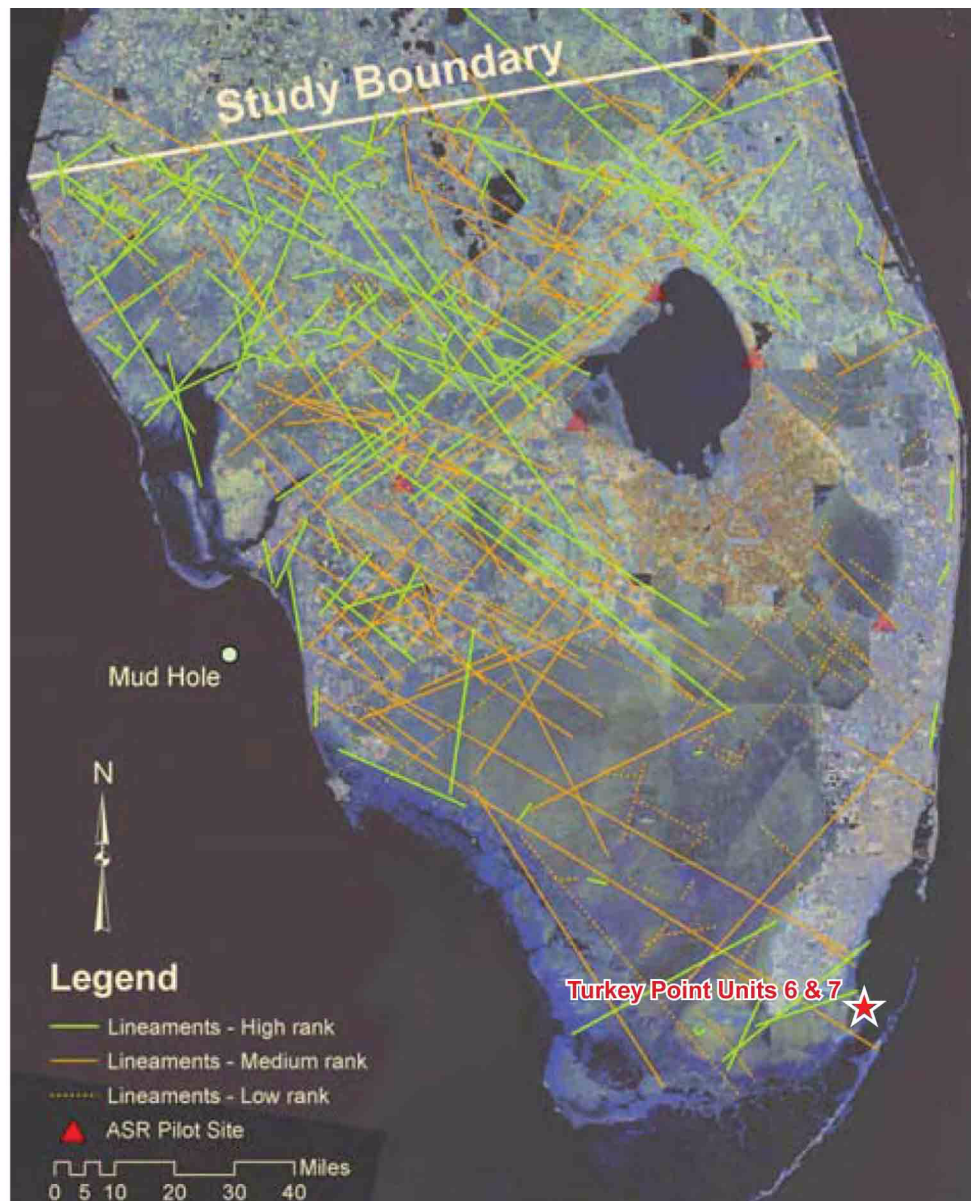 Study Boundary
Mud Hole
N
Turkey Point Units 6 & 7
Legend
Lineaments - High rank
Lineaments - Medium rank
Lineaments - Low rank
ASR Pilot Site
Miles
0 5 10 20 30 40